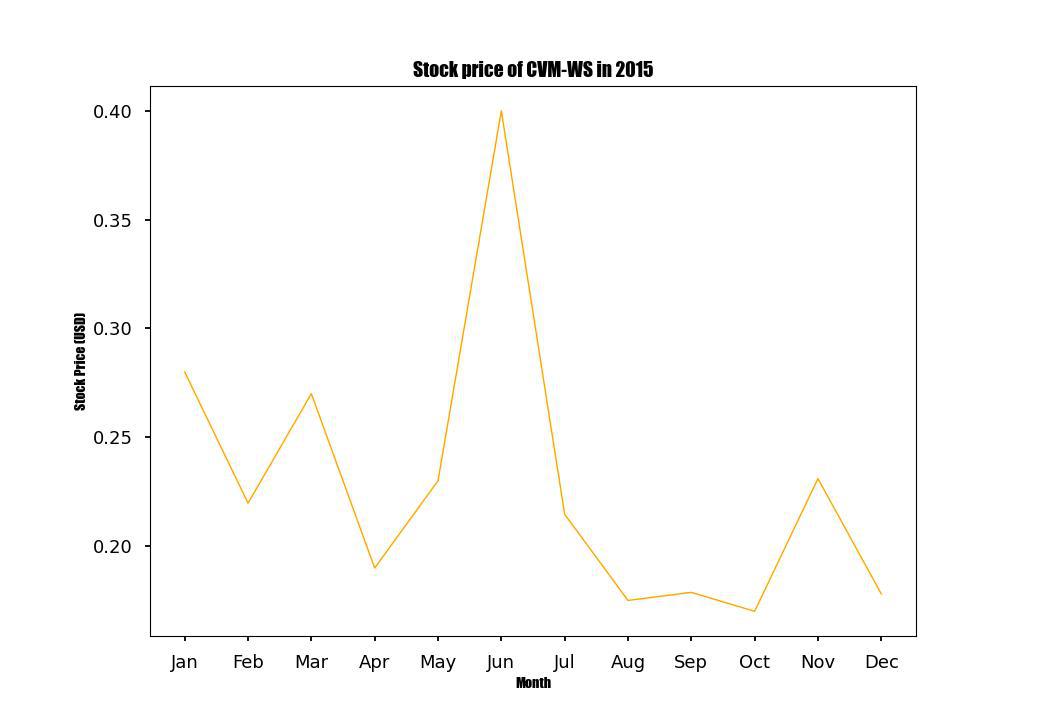 Stock price of CVM-WS in 2015
0.40
0.35
0.30
0.25
0.20
Stock Price (USD)
Jan Feb Mar Apr May Jun Jul Aug Sep Oct Nov Dec
Month